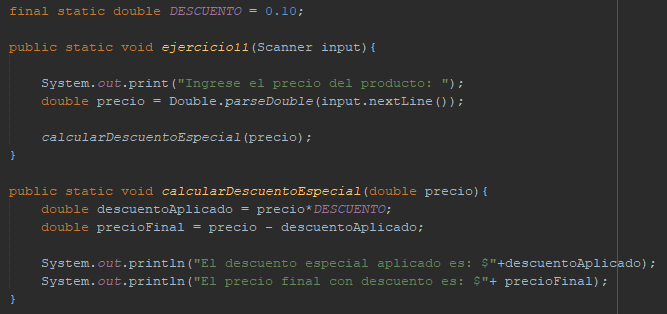 final static double DESCUENTO = 0.10;
public static void ejercicio11(Scanner input){
System.out.print("Ingrese el precio del producto: ");
double precio = Double.parseDouble(input.nextLine());
calcularDescuentoEspecial(precio);
}
public static void calcularDescuentoEspecial(double precio){
double descuentoAplicado = precio*DESCUENTO;
double precioFinal = precio - descuentoAplicado;
System.out.println("El descuento especial aplicado es: $"+descuentoAplicado);
System.out.println("El precio final con descuento es: $"+ precioFinal);
}